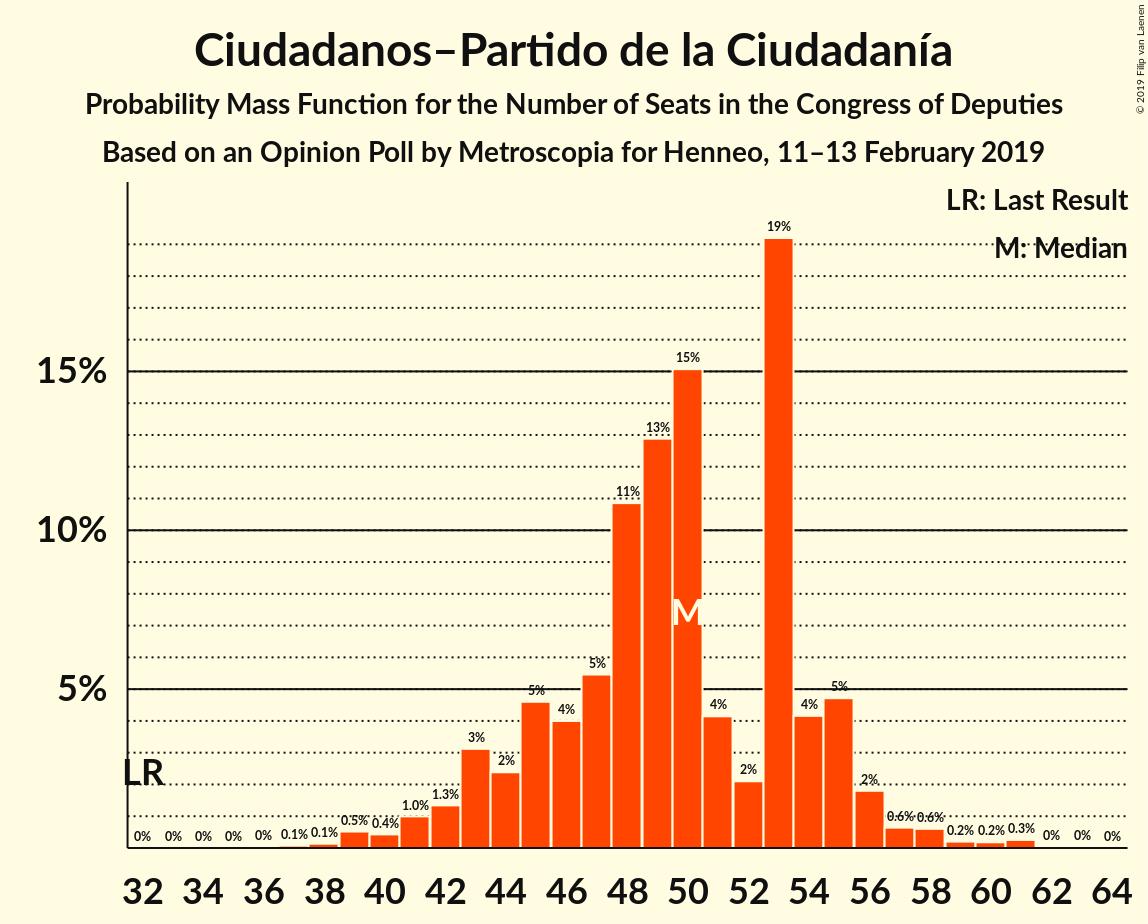 Ciudadanos–Partido de la Ciudadanía
Probability Mass Function for the Number of Seats in the Congress of Deputies
Based on an Opinion Poll by Metroscopia for Henneo, 11–13 February 2019
© 2019 Filip van Laenen
LR: Last Result
M: Median
15%
10%
5%
LR
M
0% 0% 0% 0% 0% 0.1% 0.1% 0.5% 0.4% 1.0% 1.3% 3% 2% 5% 4% 5% 11% 13% 15% 4% 2% 19% 4% 5% 2% 0.6% 0.6% 0.2% 0.2% 0.3% 0% 0% 0%
32 34 36 38 40 42 44 46 48 50 52 54 56 58 60 62 64